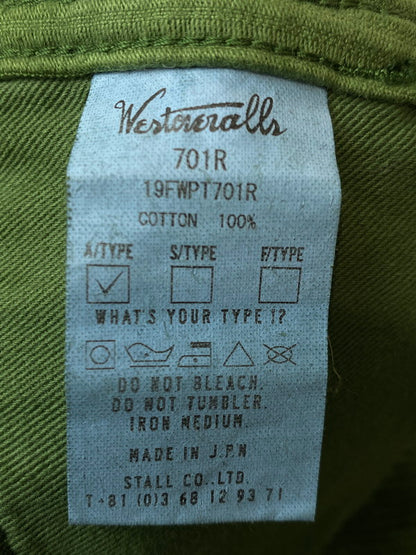 Westoveralls
701R
19FWPT701R
COTTON 100%
A/TYPE S/TYPE F/TYPE
WHAT'S YOUR TYPE !?
DO NOT BLEACH.
DO NOT TUMBLER.
IRON MEDIUM.
MADE IN J.P.N.
STALL CO.,LTD.
T+81 (0)3 68 12 93 71